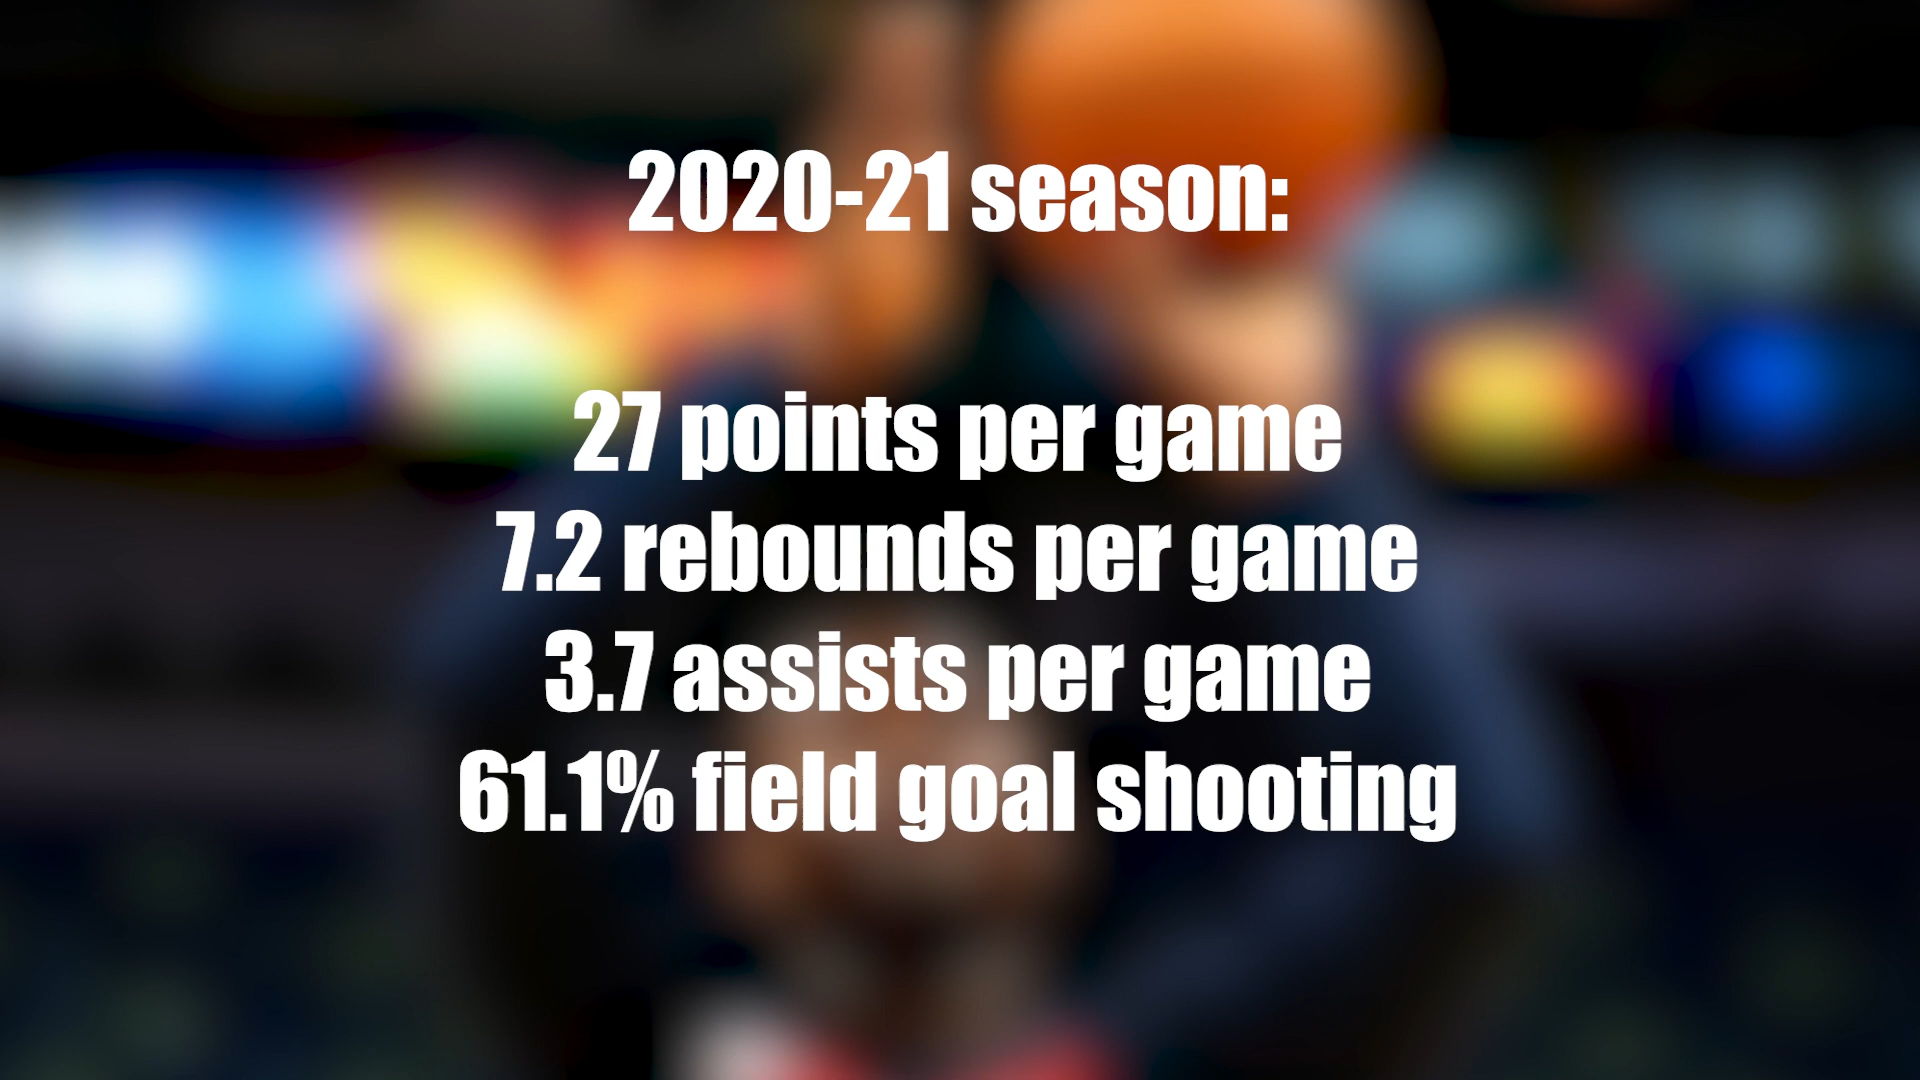 2020-21 season:
27 points per game
7.2 rebounds per game
3.7 assists per game
61.1% field goal shooting